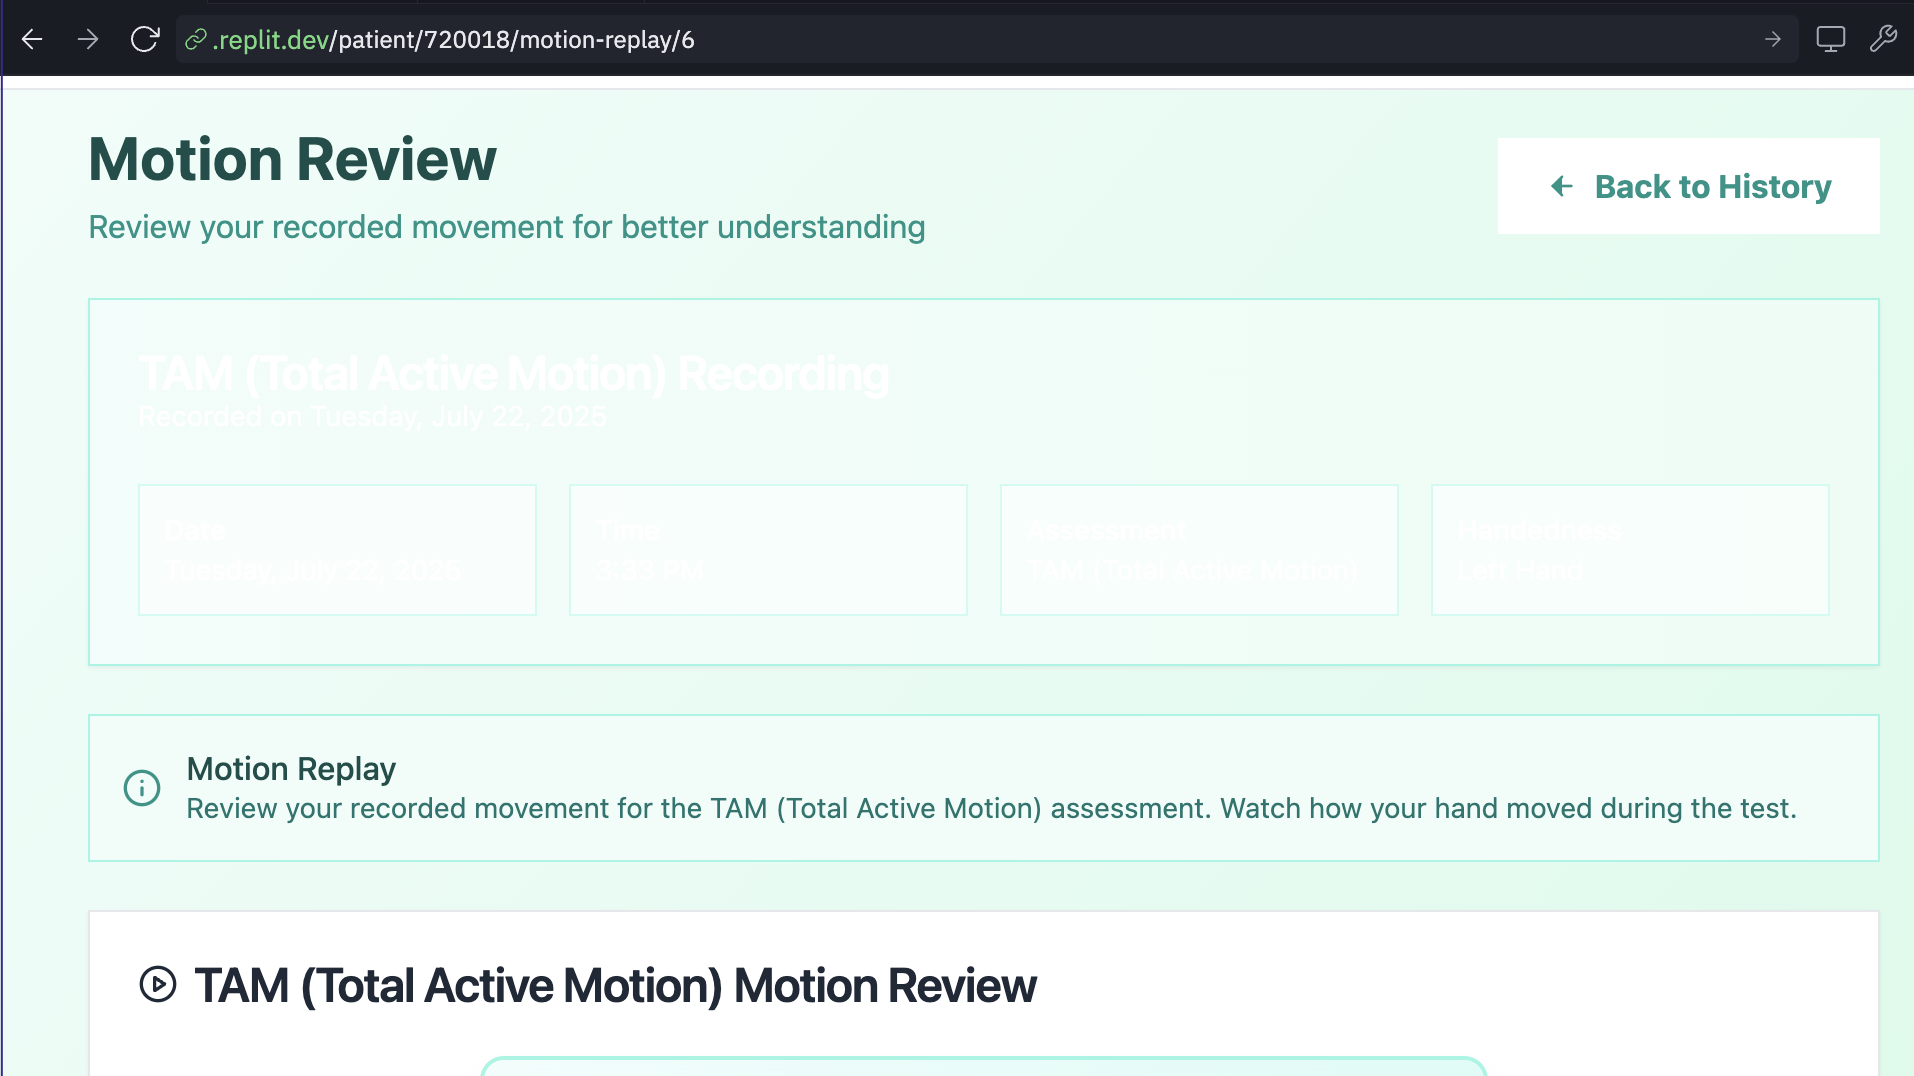 .replit.dev/patient/720018/motion-replay/6
Motion Review
Review your recorded movement for better understanding
Back to History
TAM (Total Active Motion) Recording
Recorded on Tuesday, July 22, 2025
Date
Tuesday, July 22, 2025
Time
3:33 PM
Assessment
TAM (Total Active Motion)
Handedness
Left Hand
Motion Replay
Review your recorded movement for the TAM (Total Active Motion) assessment. Watch how your hand moved during the test.
TAM (Total Active Motion) Motion Review